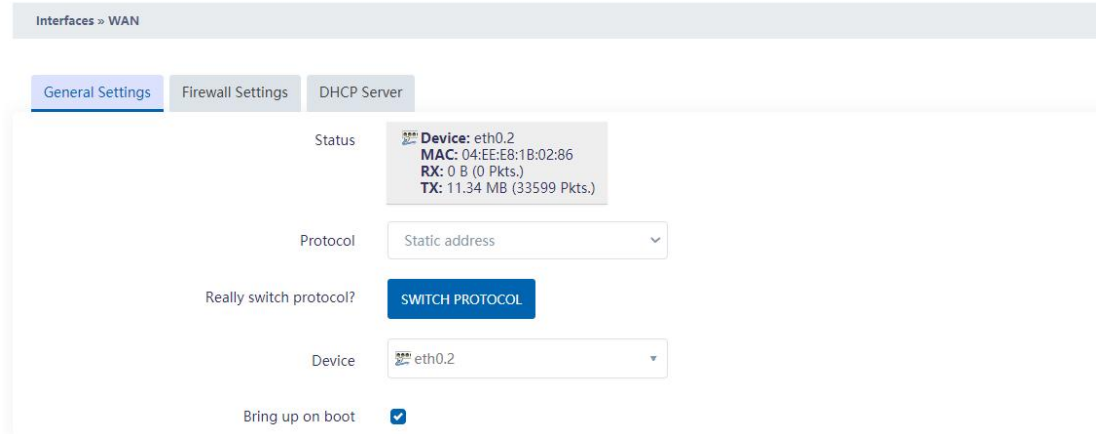 Interfaces » WAN
General Settings Firewall Settings DHCP Server
Status
Device: eth0.2
MAC: 04:EE:E8:1B:02:86
RX: 0 B (0 Pkts.)
TX: 11.34 MB (33599 Pkts.)
Protocol Static address
Really switch protocol? SWITCH PROTOCOL
Device eth0.2
Bring up on boot